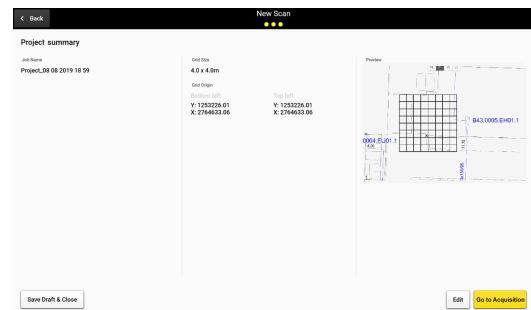 Back
New Scan
Project summary
Job Name
Project_08 08 2019 18 59
Grid Size
4.0 x 4.0m
Grid Origin
Bottom left
Y: 1253226.01
X: 2764633.06
Top left
Y: 1253226.01
X: 2764633.06
Preview
B43.0005.EH01.1
0004.EU01.1
Save Draft & Close
Edit
Go to Acquisition